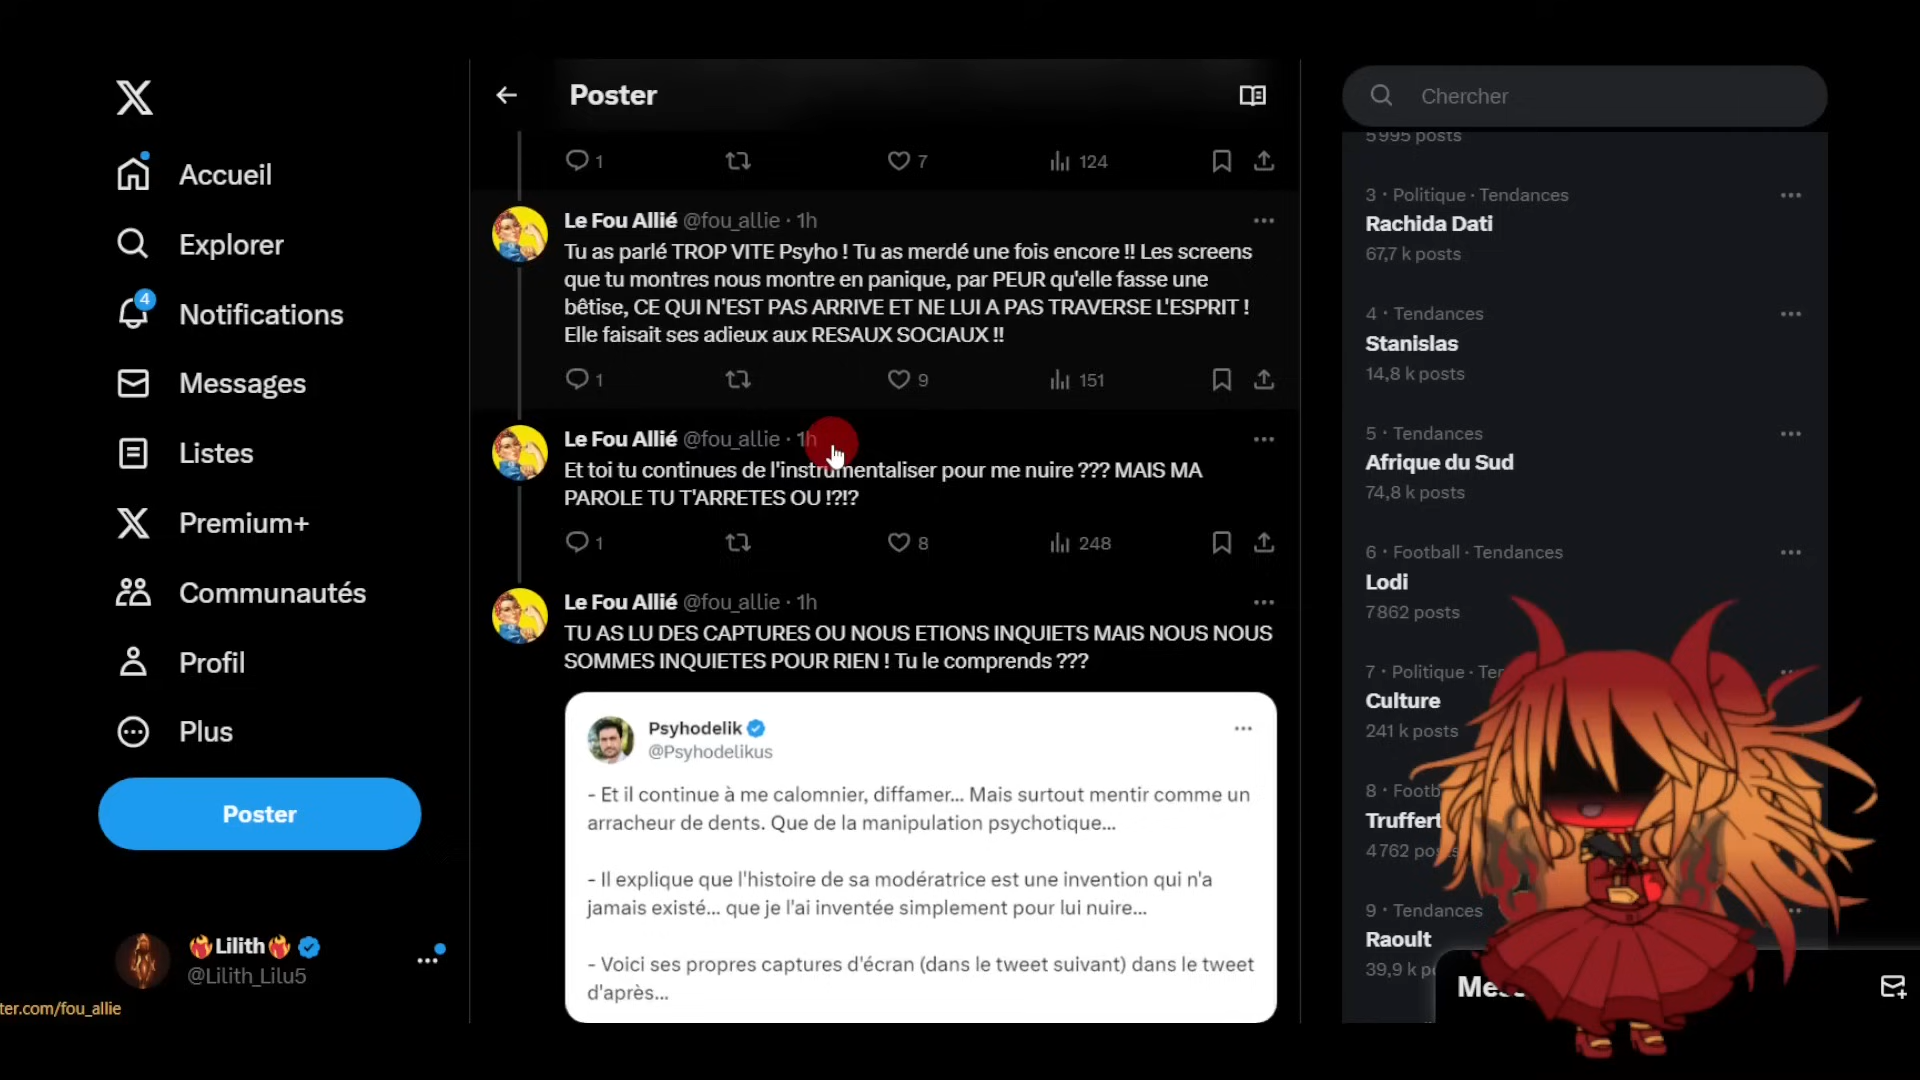 Poster
Chercher
Accueil
Explorer
4
Notifications
Messages
Listes
Premium+
Communautés
Profil
Plus
Poster
Lilith
@Lilith_Lilu5
ter.com/fou_allie
1
7
124
Le Fou Allié @fou_allie · 1h
Tu as parlé TROP VITE Psyho ! Tu as merdé une fois encore !! Les screens
que tu montres nous montre en panique, par PEUR qu'elle fasse une
bêtise, CE QUI N'EST PAS ARRIVE ET NE LUI A PAS TRAVERSE L'ESPRIT !
Elle faisait ses adieux aux RESAUX SOCIAUX !!
1
9
151
Le Fou Allié @fou_allie · 1h
Et toi tu continues de l'instrumentaliser pour me nuire ??? MAIS MA
PAROLE TU T'ARRETES OU !?!?
1
8
248
Le Fou Allié @fou_allie · 1h
TU AS LU DES CAPTURES OU NOUS ETIONS INQUIETS MAIS NOUS NOUS
SOMMES INQUIETES POUR RIEN ! Tu le comprends ???
Psyhodelik
@Psyhodelikus
- Et il continue à me calomnier, diffamer... Mais surtout mentir comme un
arracheur de dents. Que de la manipulation psychotique...
- Il explique que l'histoire de sa modératrice est une invention qui n'a
jamais existé... que je l'ai inventée simplement pour lui nuire...
- Voici ses propres captures d'écran (dans le tweet suivant) dans le tweet
d'après...
5 995 posts
3 · Politique · Tendances
Rachida Dati
67,7 k posts
4 · Tendances
Stanislas
14,8 k posts
5 · Tendances
Afrique du Sud
74,8 k posts
6 · Football · Tendances
Lodi
7 862 posts
7 · Politique
Culture
241 k posts
8
Truffert
4 762
9 · Tendances
Raoult
39,9 k